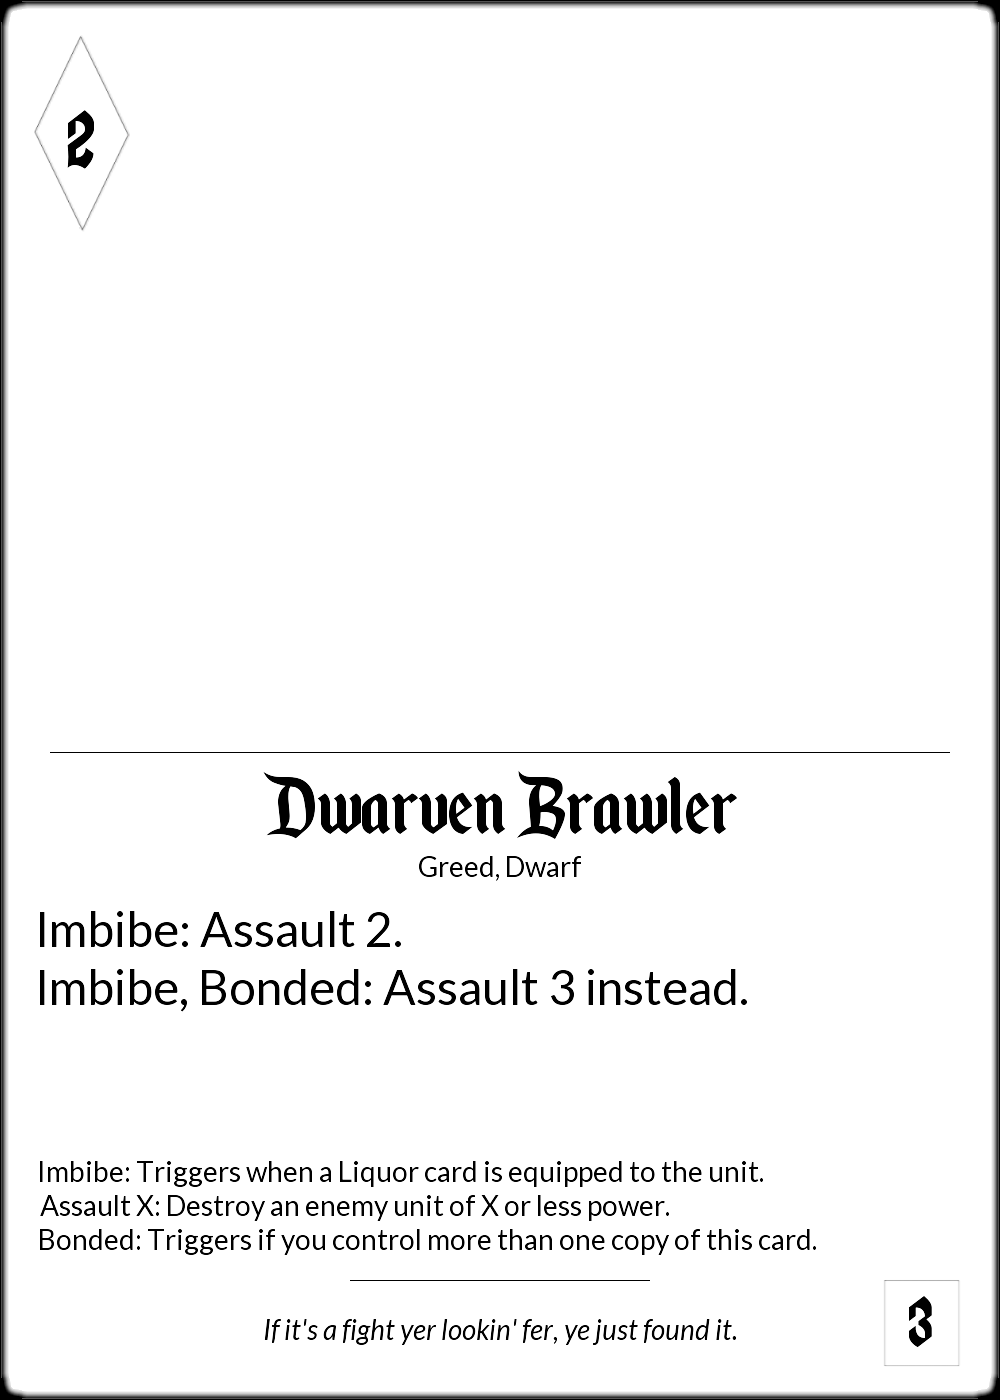 2
Dwarven Brawler
Greed, Dwarf
Imbibe: Assault 2.
Imbibe, Bonded: Assault 3 instead.
Imbibe: Triggers when a Liquor card is equipped to the unit.
Assault X: Destroy an enemy unit of X or less power.
Bonded: Triggers if you control more than one copy of this card.
If it's a fight yer lookin' fer, ye just found it.
3